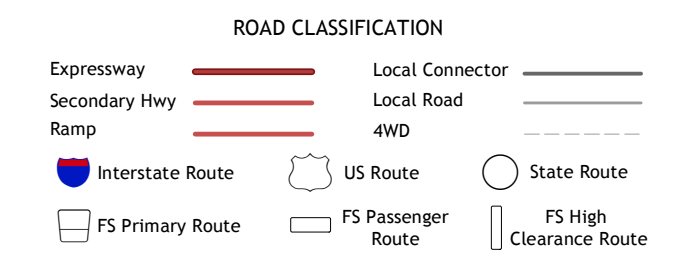 ROAD CLASSIFICATION
Expressway
Local Connector
Secondary Hwy
Local Road
Ramp
4WD
Interstate Route
US Route
State Route
FS Primary Route
FS Passenger
Route
FS High
Clearance Route